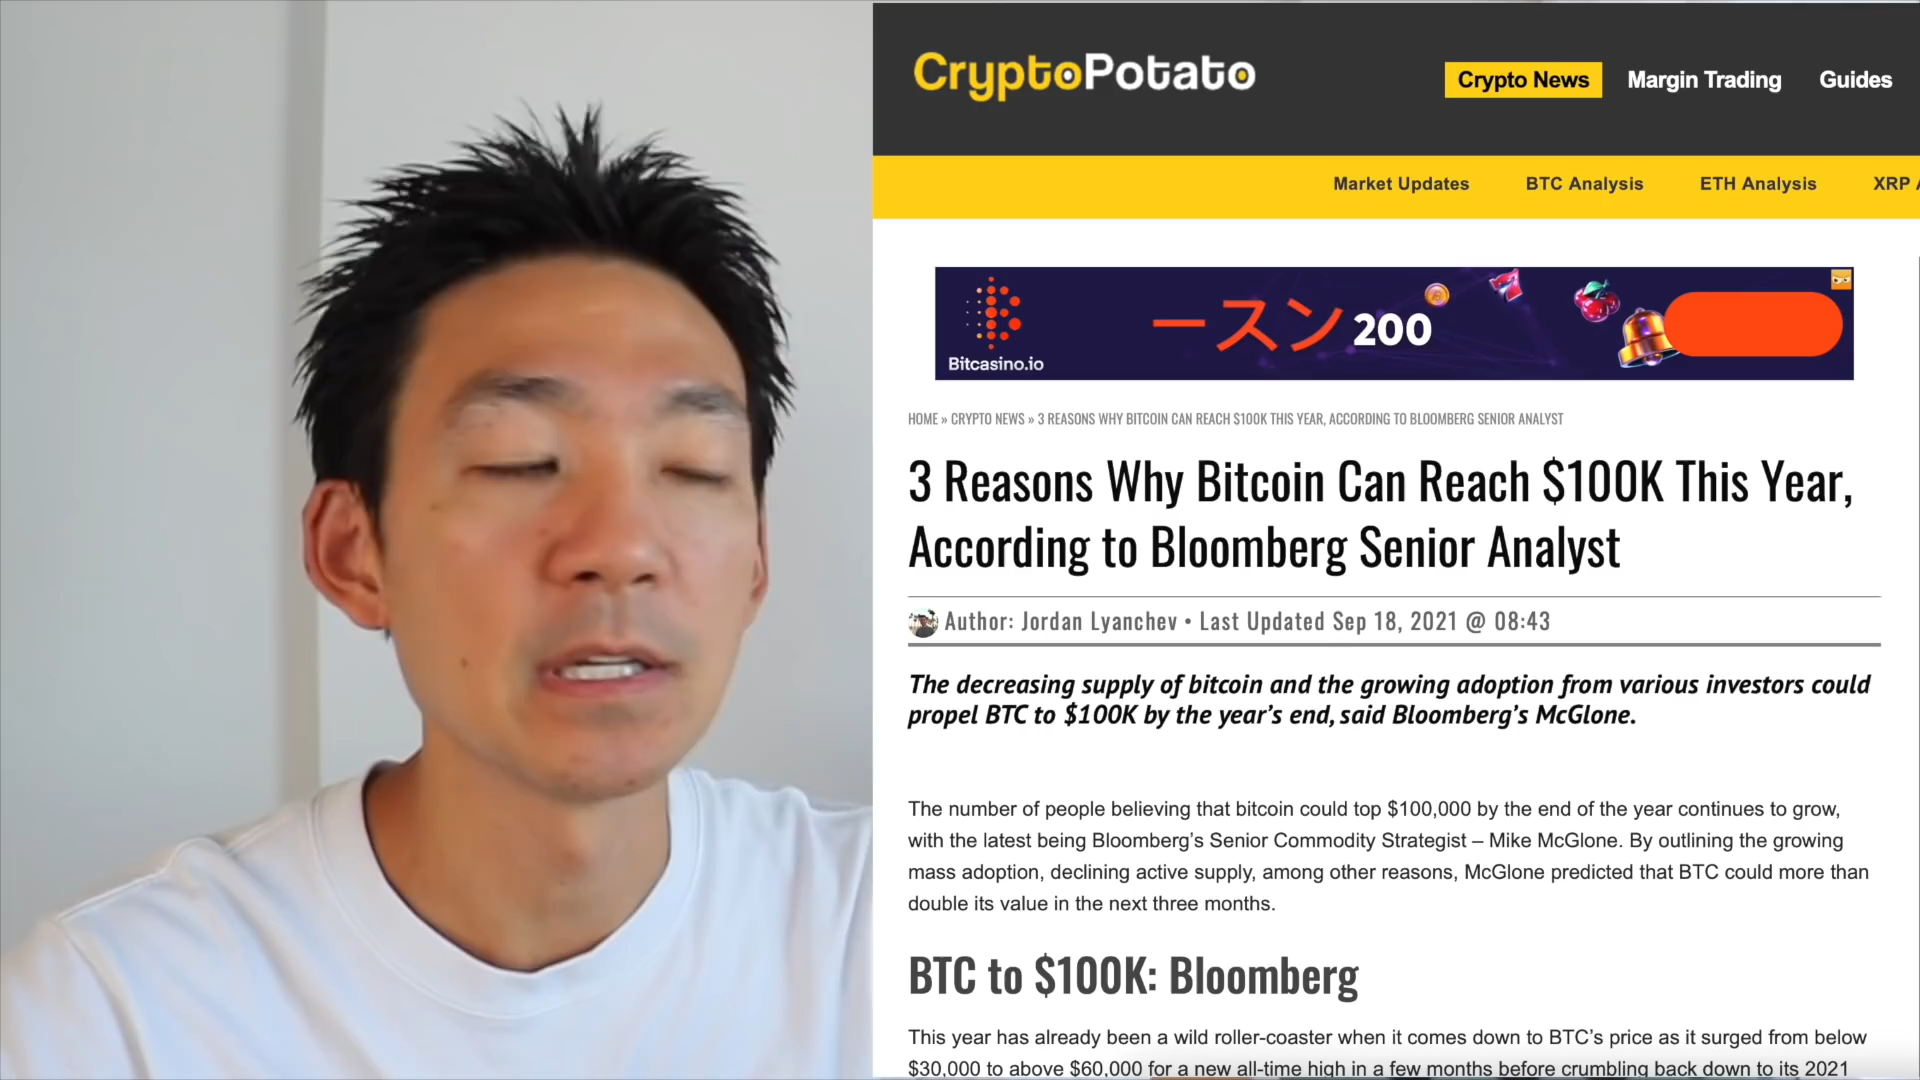 CryptoPotato
Crypto News Margin Trading Guides
Market Updates BTC Analysis ETH Analysis XRP
Bitcasino.io
ースン 200
HOME » CRYPTO NEWS » 3 REASONS WHY BITCOIN CAN REACH $100K THIS YEAR, ACCORDING TO BLOOMBERG SENIOR ANALYST
3 Reasons Why Bitcoin Can Reach $100K This Year,
According to Bloomberg Senior Analyst
Author: Jordan Lyanchev • Last Updated Sep 18, 2021 @ 08:43
The decreasing supply of bitcoin and the growing adoption from various investors could
propel BTC to $100K by the year’s end, said Bloomberg’s McGlone.
The number of people believing that bitcoin could top $100,000 by the end of the year continues to grow,
with the latest being Bloomberg’s Senior Commodity Strategist – Mike McGlone. By outlining the growing
mass adoption, declining active supply, among other reasons, McGlone predicted that BTC could more than
double its value in the next three months.
BTC to $100K: Bloomberg
This year has already been a wild roller-coaster when it comes down to BTC’s price as it surged from below
$30,000 to above $60,000 for a new all-time high in a few months before crumbling back down to its 2021